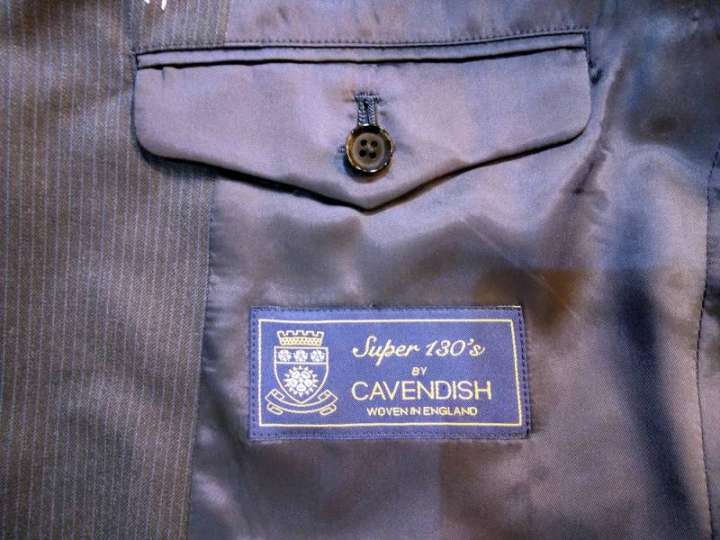 Super 130's
BY
CAVENDISH
WOVEN IN ENGLAND